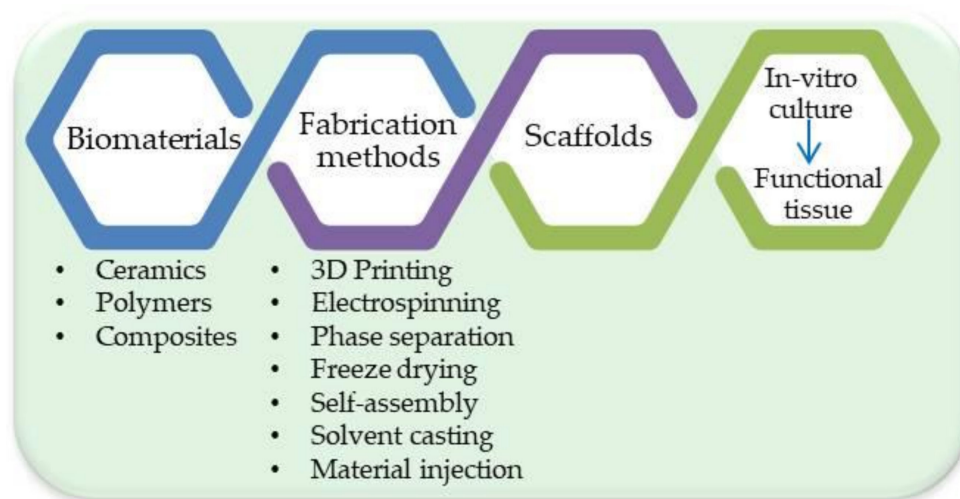 Biomaterials
Fabrication
methods
Scaffolds
In-vitro
culture
Functional
tissue
• Ceramics
• Polymers
• Composites
• 3D Printing
• Electrospinning
• Phase separation
• Freeze drying
• Self-assembly
• Solvent casting
• Material injection